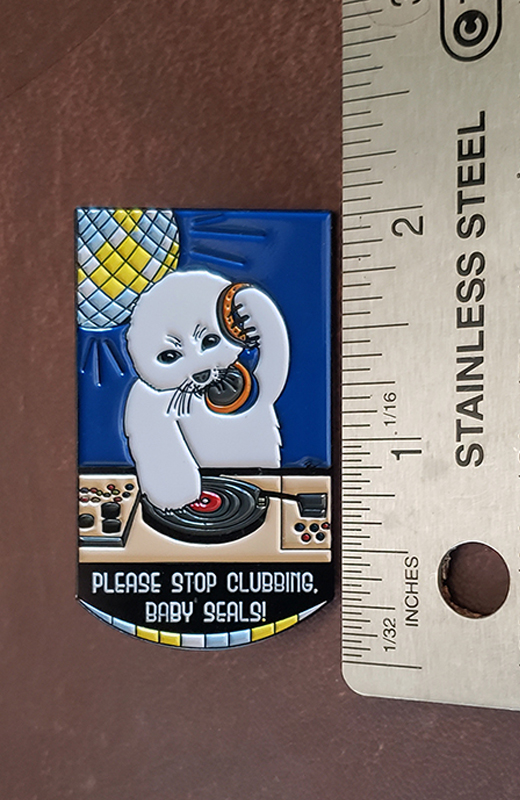 PLEASE STOP CLUBBING,
BABY SEALS!
2
1
1/16
1/32
INCHES
STAINLESS STEEL
©